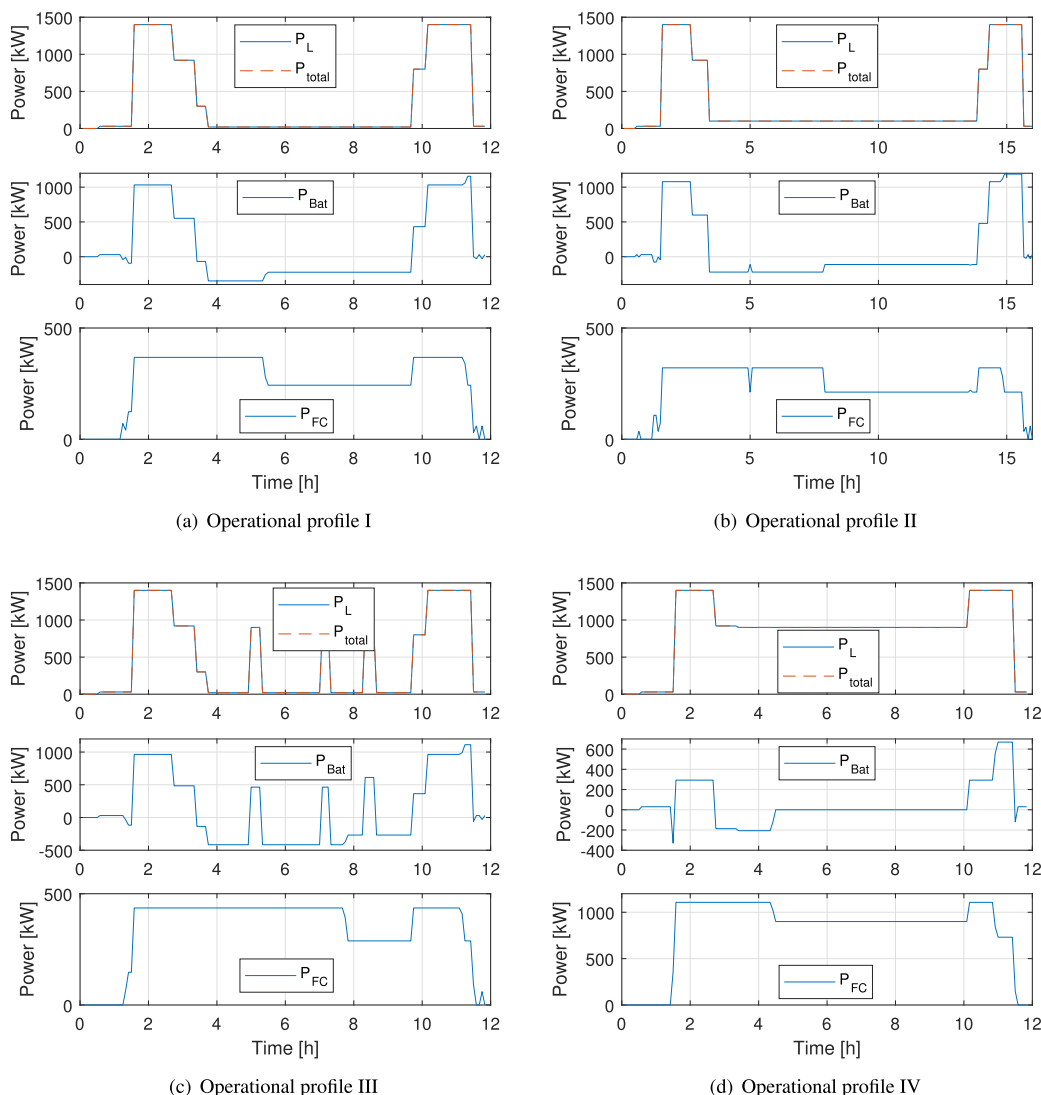 1500
1000
500
0
Power [kW]
P_L
P_total
0 2 4 6 8 10 12
1000
500
0
Power [kW]
P_Bat
0 2 4 6 8 10 12
500
0
Power [kW]
P_FC
0 2 4 6 8 10 12
Time [h]
(a) Operational profile I
1500
1000
500
0
Power [kW]
P_L
P_total
0 5 10 15
1000
500
0
Power [kW]
P_Bat
0 5 10 15
500
0
Power [kW]
P_FC
0 5 10 15
Time [h]
(b) Operational profile II
1500
1000
500
0
Power [kW]
P_L
P_total
0 2 4 6 8 10 12
1000
500
0
-500
Power [kW]
P_Bat
0 2 4 6 8 10 12
500
0
Power [kW]
P_FC
0 2 4 6 8 10 12
Time [h]
(c) Operational profile III
1500
1000
500
0
Power [kW]
P_L
P_total
0 2 4 6 8 10 12
600
400
200
0
-200
-400
Power [kW]
P_Bat
0 2 4 6 8 10 12
1000
500
0
Power [kW]
P_FC
0 2 4 6 8 10 12
Time [h]
(d) Operational profile IV